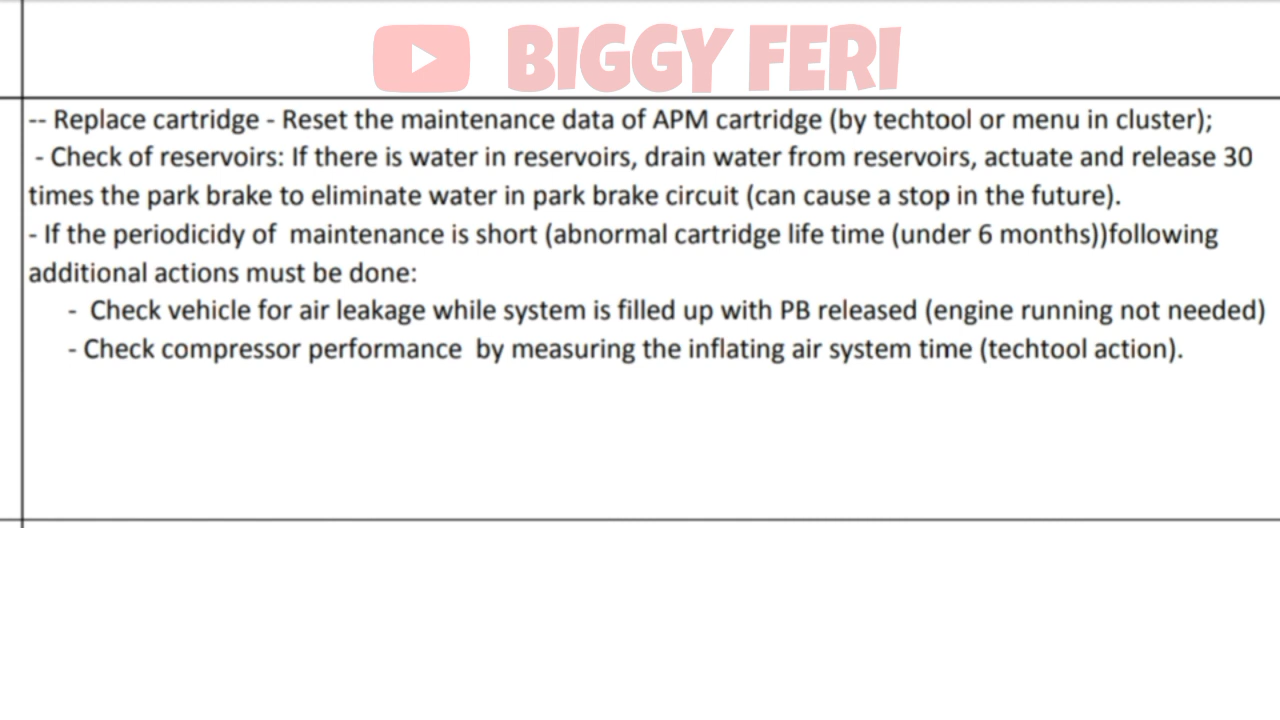 BIGGY FERI
-- Replace cartridge - Reset the maintenance data of APM cartridge (by techtool or menu in cluster);
- Check of reservoirs: If there is water in reservoirs, drain water from reservoirs, actuate and release 30
times the park brake to eliminate water in park brake circuit (can cause a stop in the future).
- If the periodicidy of  maintenance is short (abnormal cartridge life time (under 6 months))following
additional actions must be done:
-  Check vehicle for air leakage while system is filled up with PB released (engine running not needed)
- Check compressor performance  by measuring the inflating air system time (techtool action).